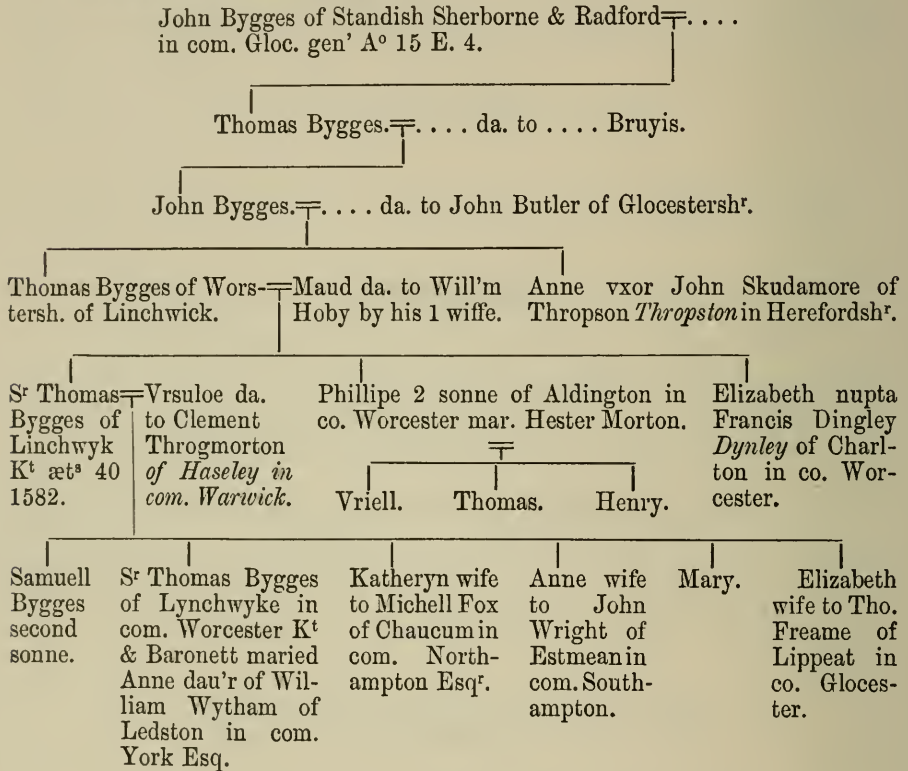 John Bygges of Standish Sherborne & Radford=. . . .
in com. Gloc. gen' Aº 15 E. 4.
Thomas Bygges.=. . . . da. to . . . . Bruyis.
John Bygges.=. . . . da. to John Butler of Glocestershʳ.
Thomas Bygges of Wors-
tersh. of Linchwick.
=Maud da. to Will'm
Hoby by his 1 wiffe.
Anne vxor John Skudamore of
Thropson Thropston in Herefordshʳ.
Sʳ Thomas
Bygges of
Linchwyk
Kᵗ ætˢ 40
1582.
=Vrsuloe da.
to Clement
Throgmorton
of Haseley in
com. Warwick.
Phillipe 2 sonne of Aldington in
co. Worcester mar. Hester Morton.
Vriell.
Thomas.
Henry.
Elizabeth nupta
Francis Dingley
Dynley of Charl-
ton in co. Wor-
cester.
Samuell
Bygges
second
sonne.
Sʳ Thomas Bygges
of Lynchwyke in
com. Worcester Kᵗ
& Baronett maried
Anne dau'r of Wil-
liam Wytham of
Ledston in com.
York Esq.
Katheryn wife
to Michell Fox
of Chaucum in
com. North-
ampton Esqʳ.
Anne wife
to John
Wright of
Estmean in
com. South-
ampton.
Mary.
Elizabeth
wife to Tho.
Freame of
Lippeat in
co. Gloces-
ter.